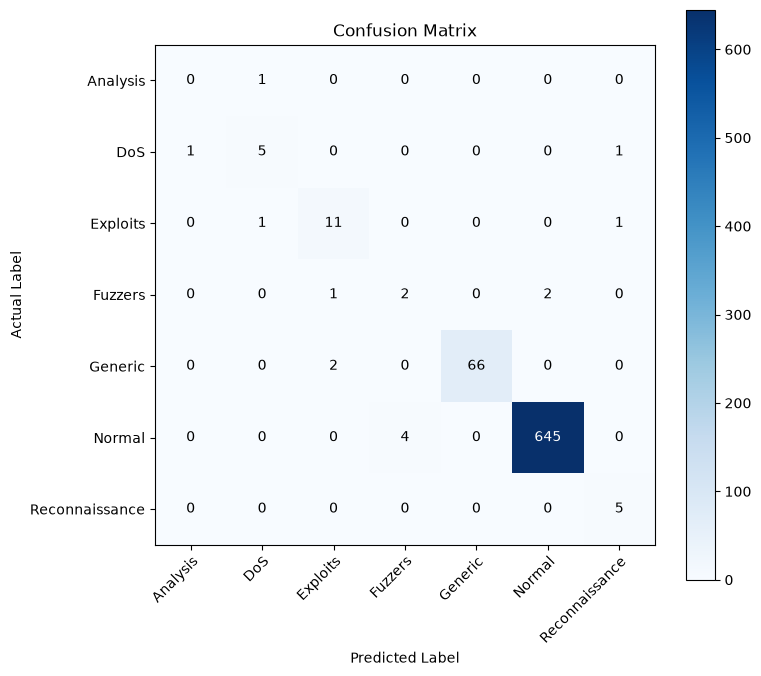 Confusion Matrix
Actual Label
Analysis 0 1 0 0 0 0 0
DoS 1 5 0 0 0 0 1
Exploits 0 1 11 0 0 0 1
Fuzzers 0 0 1 2 0 2 0
Generic 0 0 2 0 66 0 0
Normal 0 0 0 4 0 645 0
Reconnaissance 0 0 0 0 0 0 5
Analysis DoS Exploits Fuzzers Generic Normal Reconnaissance
Predicted Label
600
500
400
300
200
100
0